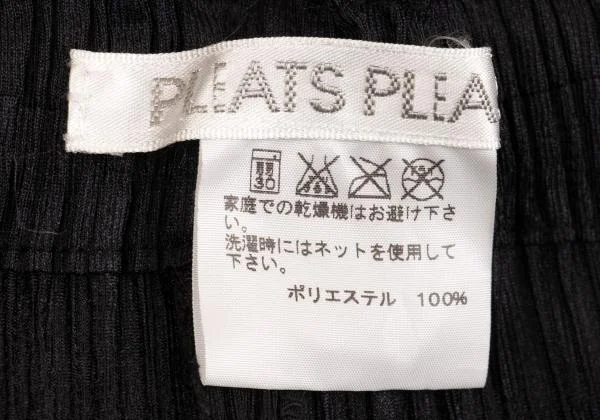 PLEATS PLEA
弱
30
家庭での乾燥機はお避け下さ
い。
洗濯時にはネットを使用して
下さい。
ポリエステル 100%